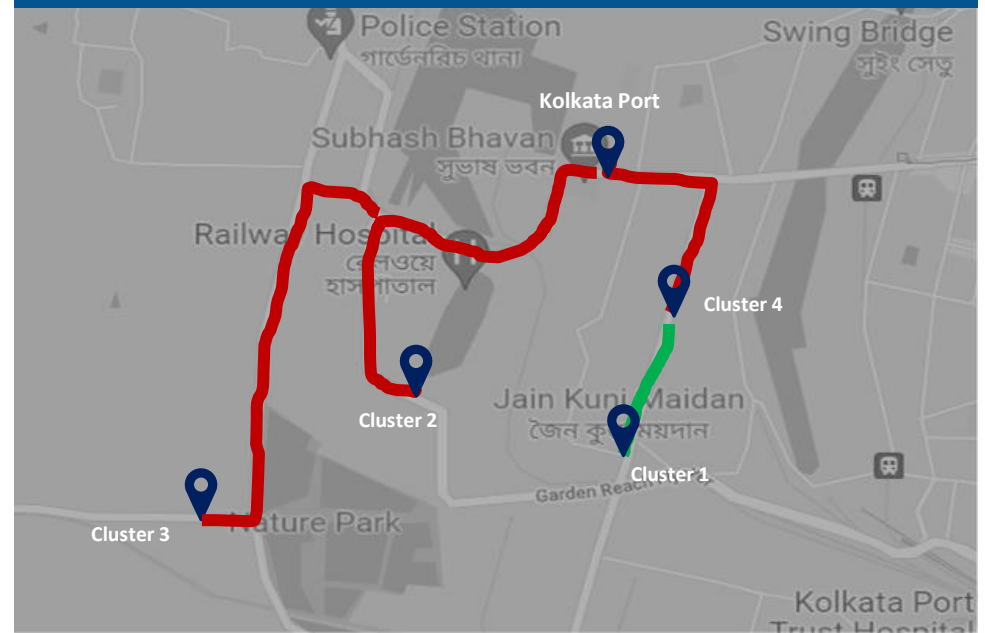 Police Station
গার্ডেনরিচ থানা
Swing Bridge
সুইং সেতু
Kolkata Port
Subhash Bhavan
সুভাষ ভবন
Railway Hospital
রেলওয়ে
হাসপাতাল
Cluster 4
Jain Kunj Maidan
জৈন কুঞ্জ ময়দান
Cluster 2
Cluster 1
Garden Reach
Nature Park
Cluster 3
Kolkata Port
Trust Hospital